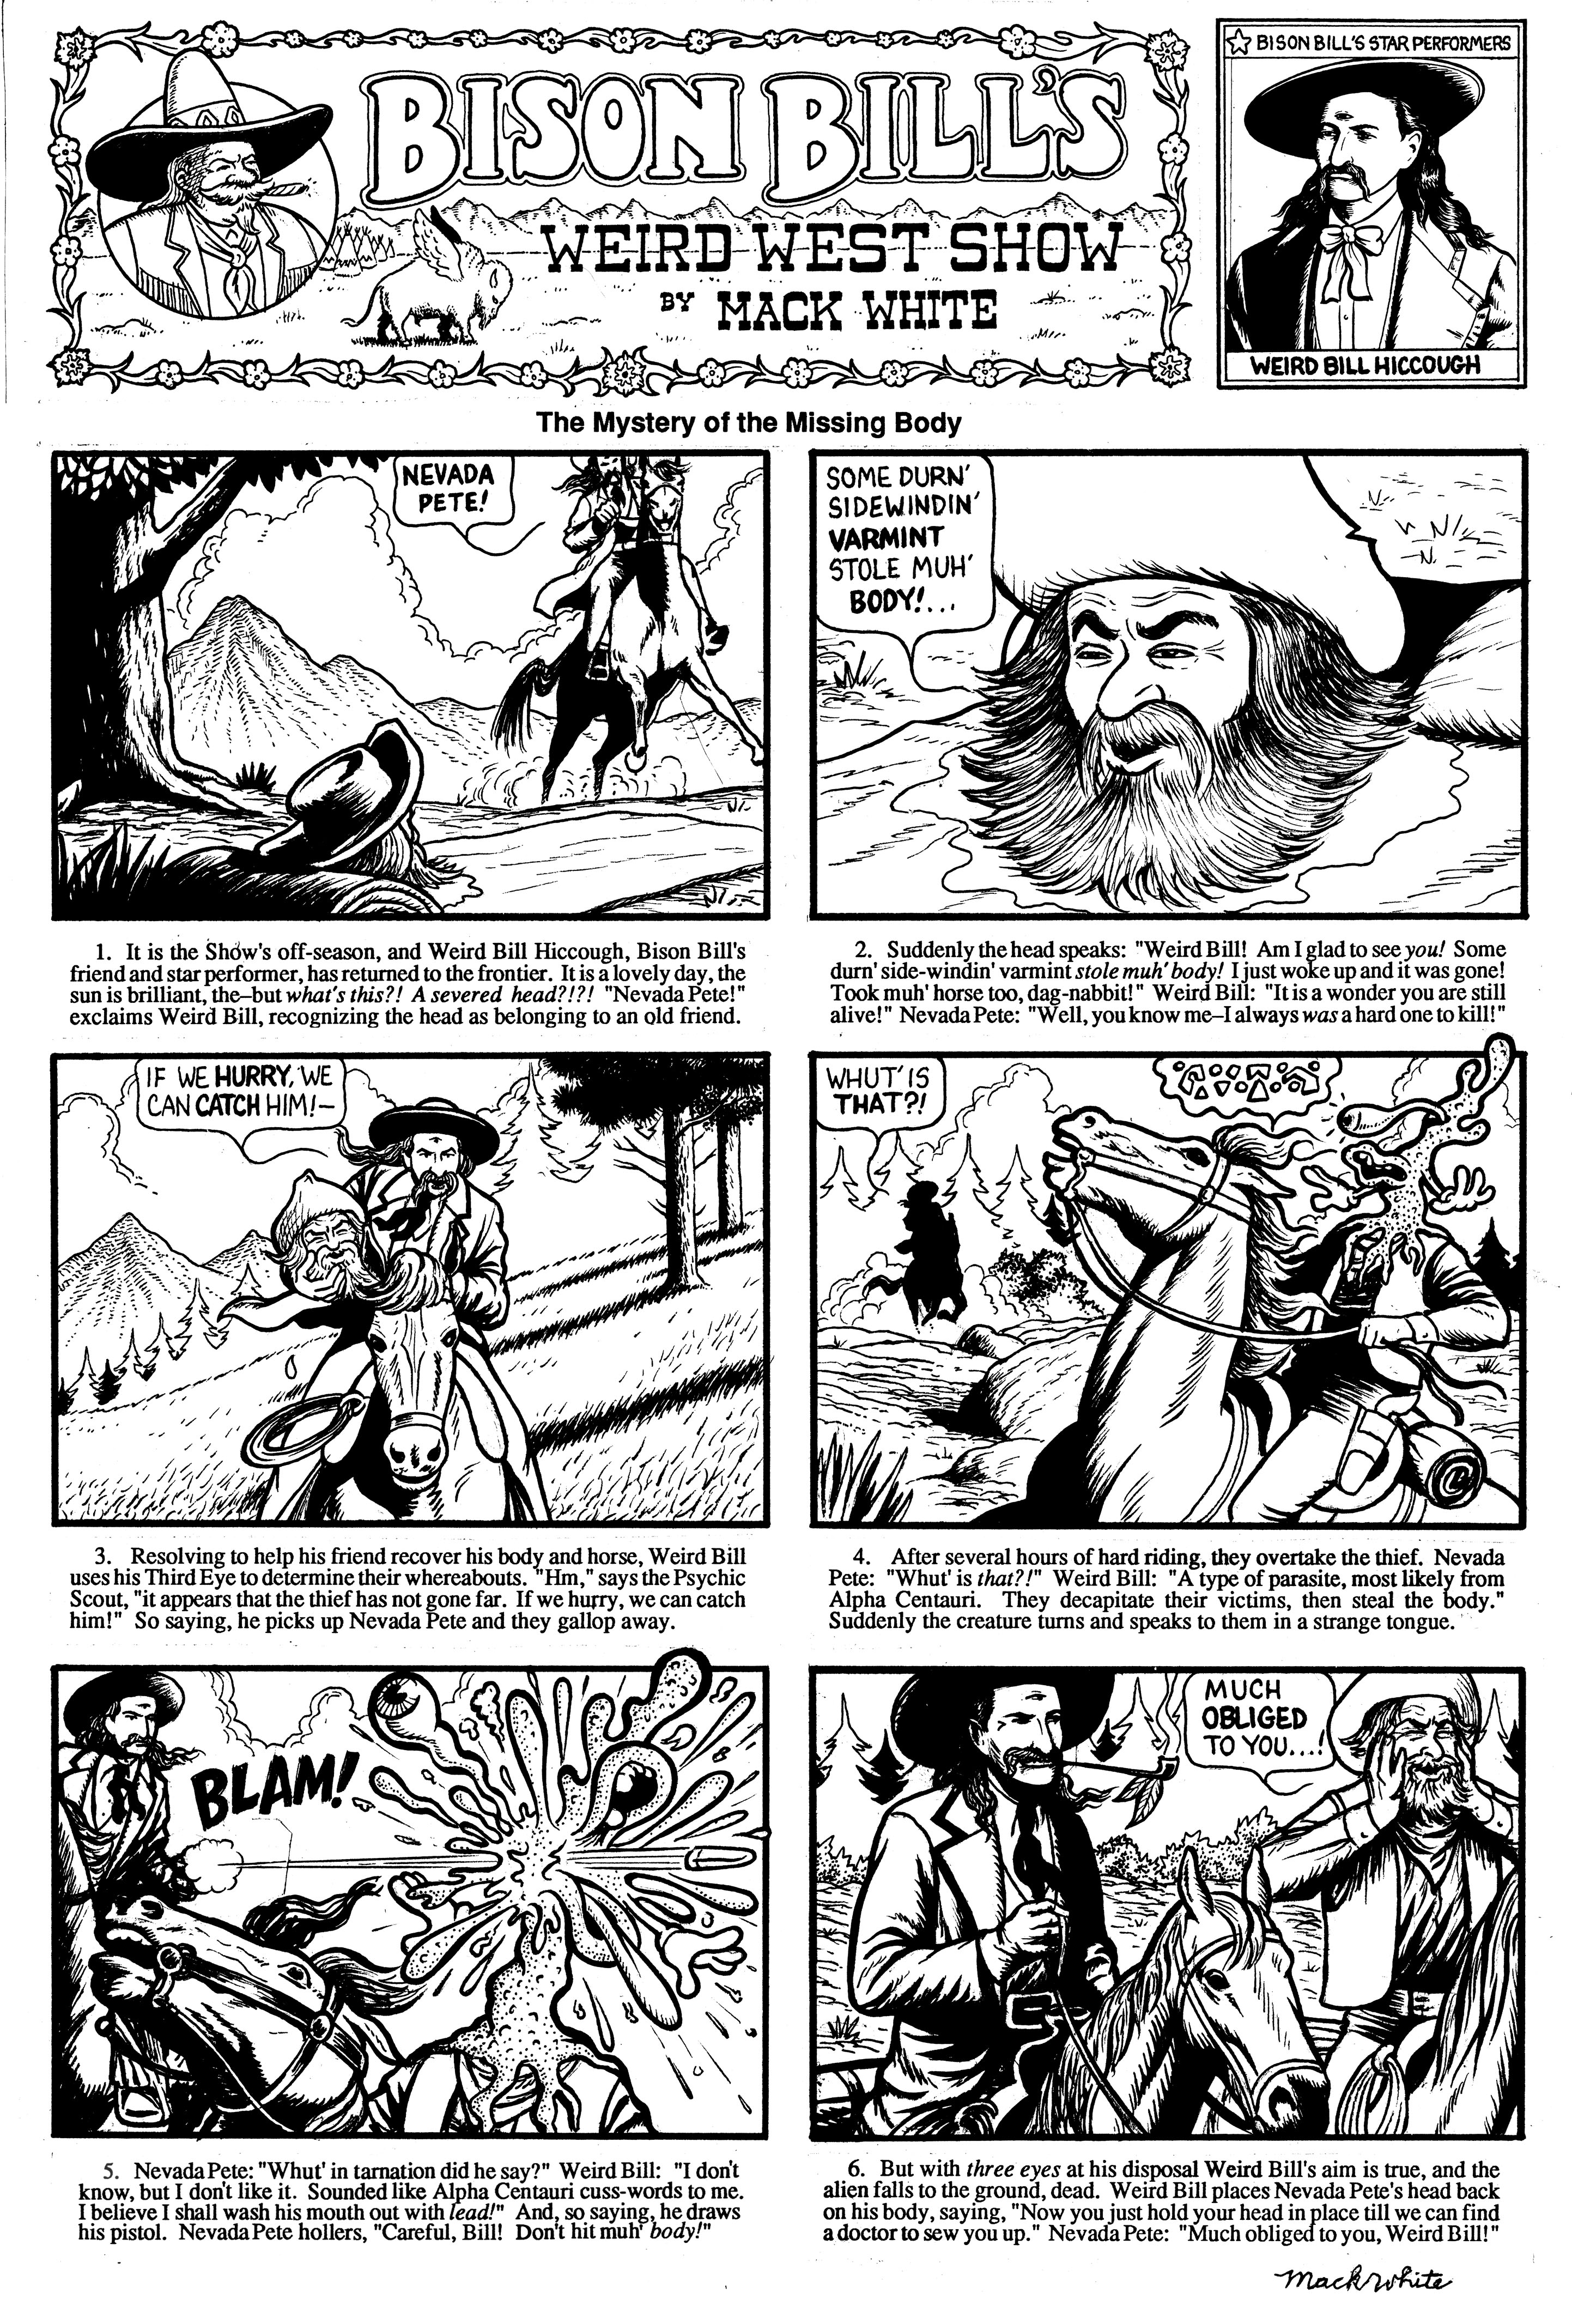 BISON BILL'S
WEIRD WEST SHOW
BY MACK WHITE
BISON BILL'S STAR PERFORMERS
WEIRD BILL HICCOUGH
The Mystery of the Missing Body
NEVADA
PETE!
1. It is the Show's off-season, and Weird Bill Hiccough, Bison Bill's
friend and star performer, has returned to the frontier. It is a lovely day, the
sun is brilliant, the–but what's this?! A severed head?!?! "Nevada Pete!"
exclaims Weird Bill, recognizing the head as belonging to an old friend.
SOME DURN'
SIDEWINDIN'
VARMINT
STOLE MUH'
BODY!...
2. Suddenly the head speaks: "Weird Bill! Am I glad to see you! Some
durn' side-windin' varmint stole muh' body! I just woke up and it was gone!
Took muh' horse too, dag-nabbit!" Weird Bill: "It is a wonder you are still
alive!" Nevada Pete: "Well, you know me–I always was a hard one to kill!"
IF WE HURRY, WE
CAN CATCH HIM!–
3. Resolving to help his friend recover his body and horse, Weird Bill
uses his Third Eye to determine their whereabouts. "Hm," says the Psychic
Scout, "it appears that the thief has not gone far. If we hurry, we can catch
him!" So saying, he picks up Nevada Pete and they gallop away.
WHUT' IS
THAT?!
4. After several hours of hard riding, they overtake the thief. Nevada
Pete: "Whut' is that?!" Weird Bill: "A type of parasite, most likely from
Alpha Centauri. They decapitate their victims, then steal the body."
Suddenly the creature turns and speaks to them in a strange tongue.
BLAM!
5. Nevada Pete: "Whut' in tarnation did he say?" Weird Bill: "I don't
know, but I don't like it. Sounded like Alpha Centauri cuss-words to me.
I believe I shall wash his mouth out with lead!" And, so saying, he draws
his pistol. Nevada Pete hollers, "Careful, Bill! Don't hit muh' body!"
MUCH
OBLIGED
TO YOU...!
6. But with three eyes at his disposal Weird Bill's aim is true, and the
alien falls to the ground, dead. Weird Bill places Nevada Pete's head back
on his body, saying, "Now you just hold your head in place till we can find
a doctor to sew you up." Nevada Pete: "Much obliged to you, Weird Bill!"
Mack White